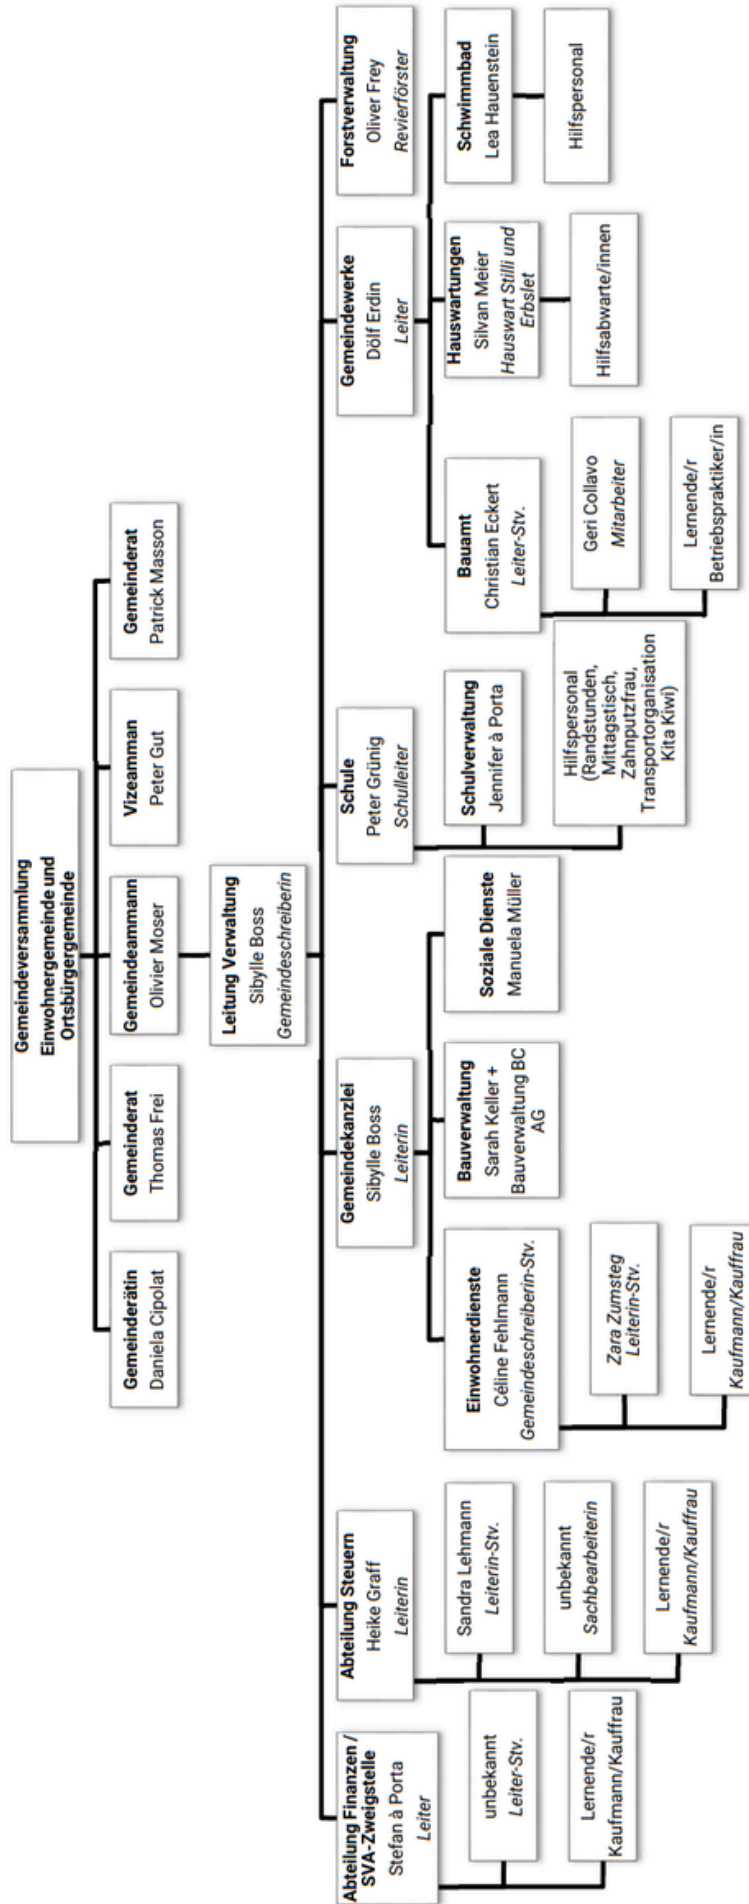 Gemeindeversammlung
Einwohnergemeinde und
Ortsbürgergemeinde
Gemeinderätin
Daniela Cipolat
Gemeinderat
Thomas Frei
Gemeindeammann
Olivier Moser
Vizeamman
Peter Gut
Gemeinderat
Patrick Masson
Leitung Verwaltung
Sibylle Boss
Gemeindeschreiberin
Abteilung Finanzen /
SVA-Zweigstelle
Stefan à Porta
Leiter
unbekannt
Leiter-Stv.
Lernende/r
Kaufmann/Kauffrau
Abteilung Steuern
Heike Graff
Leiterin
Sandra Lehmann
Leiterin-Stv.
unbekannt
Sachbearbeiterin
Lernende/r
Kaufmann/Kauffrau
Gemeindekanzlei
Sibylle Boss
Leiterin
Einwohnerdienste
Céline Fehlmann
Gemeindeschreiberin-Stv.
Zara Zumsteg
Leiterin-Stv.
Lernende/r
Kaufmann/Kauffrau
Bauverwaltung
Sarah Keller +
Bauverwaltung BC
AG
Soziale Dienste
Manuela Müller
Schule
Peter Grünig
Schulleiter
Schulverwaltung
Jennifer à Porta
Hilfspersonal
(Randstunden,
Mittagstisch,
Zahnputzfrau,
Transportorganisation
Kita Kiwi)
Gemeindewerke
Dölf Erdin
Leiter
Bauamt
Christian Eckert
Leiter-Stv.
Geri Collavo
Mitarbeiter
Lernende/r
Betriebspraktiker/in
Hauswartungen
Silvan Meier
Hauswart Stilli und
Erbslet
Hilfsabwarte/innen
Schwimmbad
Lea Hauenstein
Hilfspersonal
Forstverwaltung
Oliver Frey
Revierförster